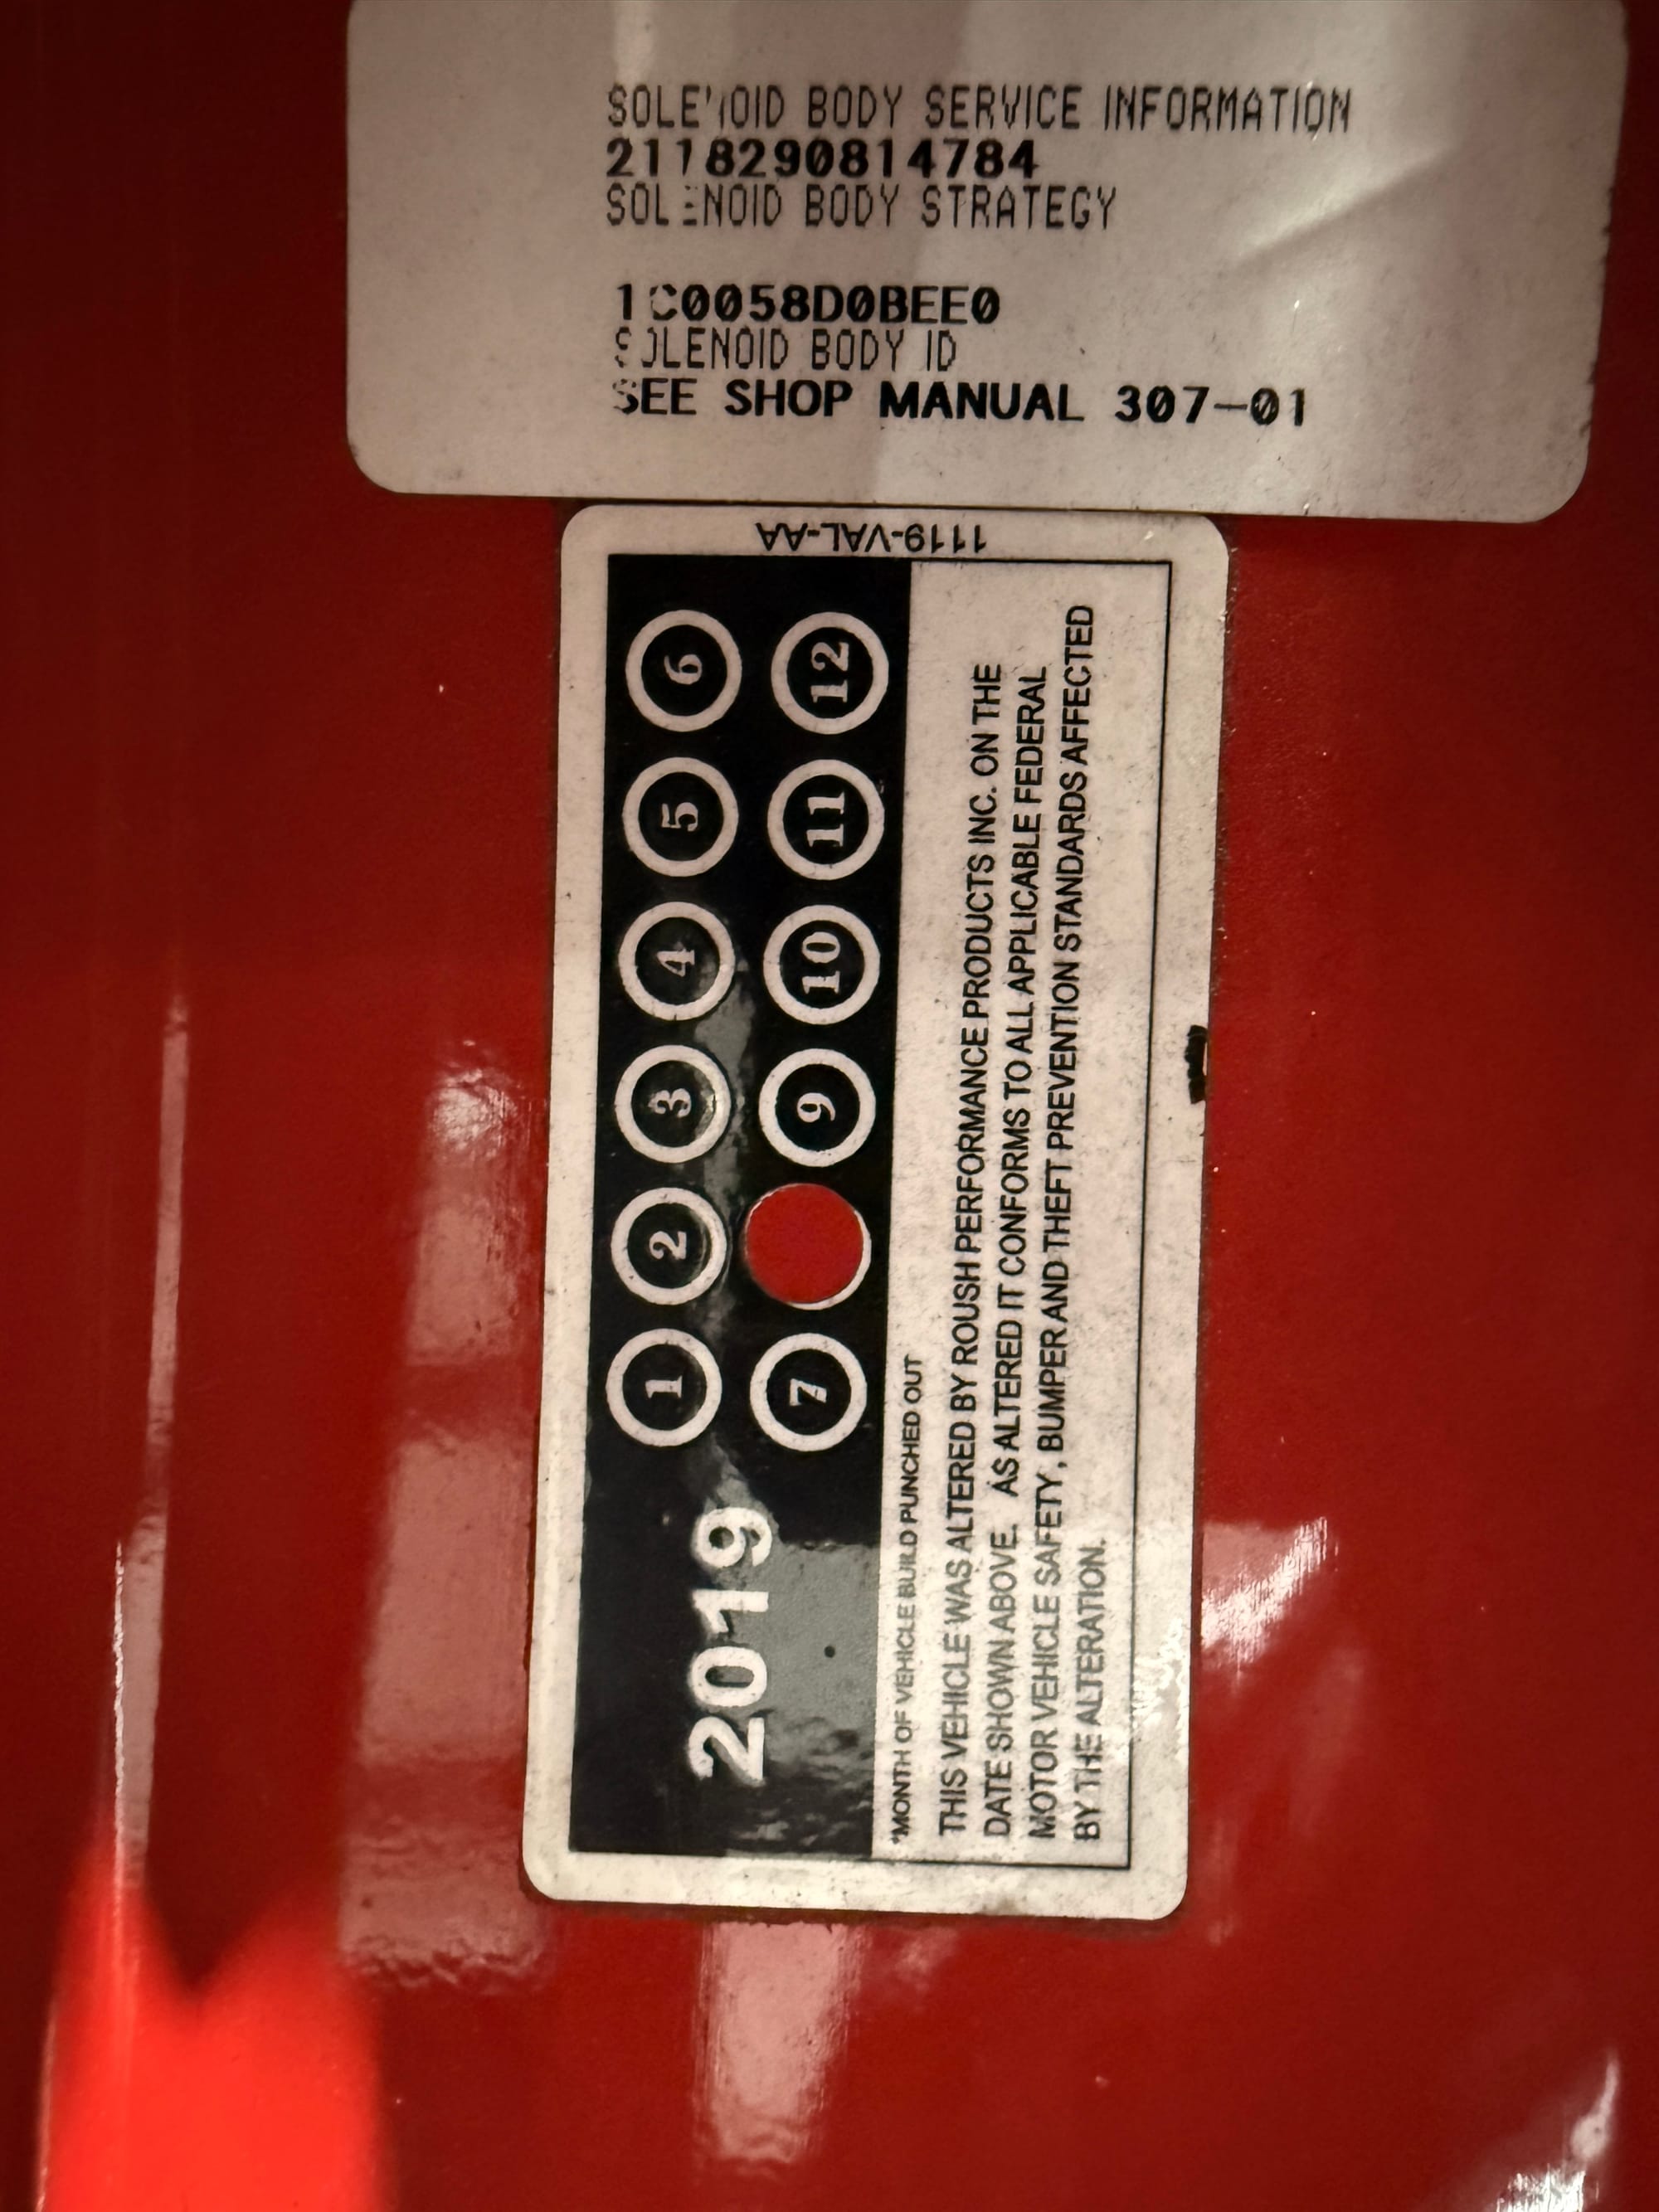 SOLENOID BODY SERVICE INFORMATION
2118290814784
SOLENOID BODY STRATEGY
1C0058D0BEE0
SOLENOID BODY ID
SEE SHOP MANUAL 307-01
1119-VAL-AA
2019
1 2 3 4 5 6
7 9 10 11 12
*MONTH OF VEHICLE BUILD PUNCHED OUT
THIS VEHICLE WAS ALTERED BY ROUSH PERFORMANCE PRODUCTS INC. ON THE
DATE SHOWN ABOVE. AS ALTERED IT CONFORMS TO ALL APPLICABLE FEDERAL
MOTOR VEHICLE SAFETY, BUMPER AND THEFT PREVENTION STANDARDS AFFECTED
BY THE ALTERATION.